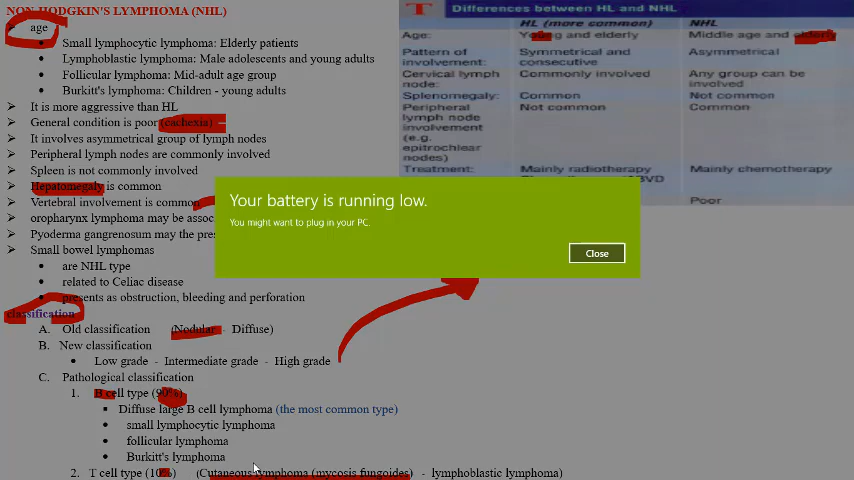 NON HODGKIN'S LYMPHOMA (NHL)
age
• Small lymphocytic lymphoma: Elderly patients
• Lymphoblastic lymphoma: Male adolescents and young adults
• Follicular lymphoma: Mid-adult age group
• Burkitt's lymphoma: Children - young adults
➢ It is more aggressive than HL
➢ General condition is poor (cachexia)
➢ It involves asymmetrical group of lymph nodes
➢ Peripheral lymph nodes are commonly involved
➢ Spleen is not commonly involved
➢ Hepatomegaly is common
➢ Vertebral involvement is common
➢ oropharynx lymphoma may be assoc
➢ Pyoderma gangrenosum may the pres
➢ Small bowel lymphomas
• are NHL type
• related to Celiac disease
• presents as obstruction, bleeding and perforation
classification
A. Old classification (Nodular - Diffuse)
B. New classification
• Low grade - Intermediate grade - High grade
C. Pathological classification
1. B cell type (90%)
▪ Diffuse large B cell lymphoma (the most common type)
▪ small lymphocytic lymphoma
▪ follicular lymphoma
▪ Burkitt's lymphoma
2. T cell type (10%) (Cutaneous lymphoma (mycosis fungoides) - lymphoblastic lymphoma)
T Differences between HL and NHL
HL (more common) NHL
Age: Young and elderly Middle age and elderly
Pattern of involvement: Symmetrical and consecutive Asymmetrical
Cervical lymph node: Commonly involved Any group can be involved
Splenomegaly: Common Not common
Peripheral lymph node involvement (e.g. epitrochlear nodes) Not common Common
Treatment: Mainly radiotherapy Mainly chemotherapy
BVD
Poor
Your battery is running low.
You might want to plug in your PC.
Close